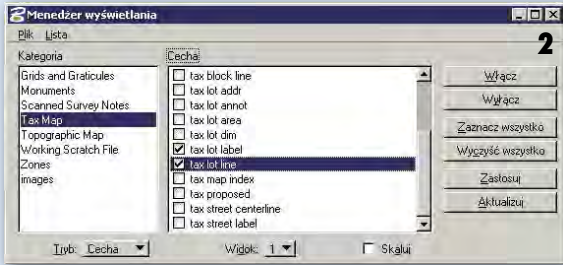 Menedżer wyświetlania
Plik Lista
2
Kategoria
Grids and Graticules
Monuments
Scanned Survey Notes
Tax Map
Topographic Map
Working Scratch File
Zones
images
Cecha
tax block line
tax lot addr
tax lot annot
tax lot area
tax lot dim
tax lot label
tax lot line
tax map index
tax proposed
tax street centerline
tax street label
Włącz
Wyłącz
Zaznacz wszystko
Wyczyść wszystko
Zastosuj
Aktualizuj
Tryb: Cecha
Widok: 1
Skaluj